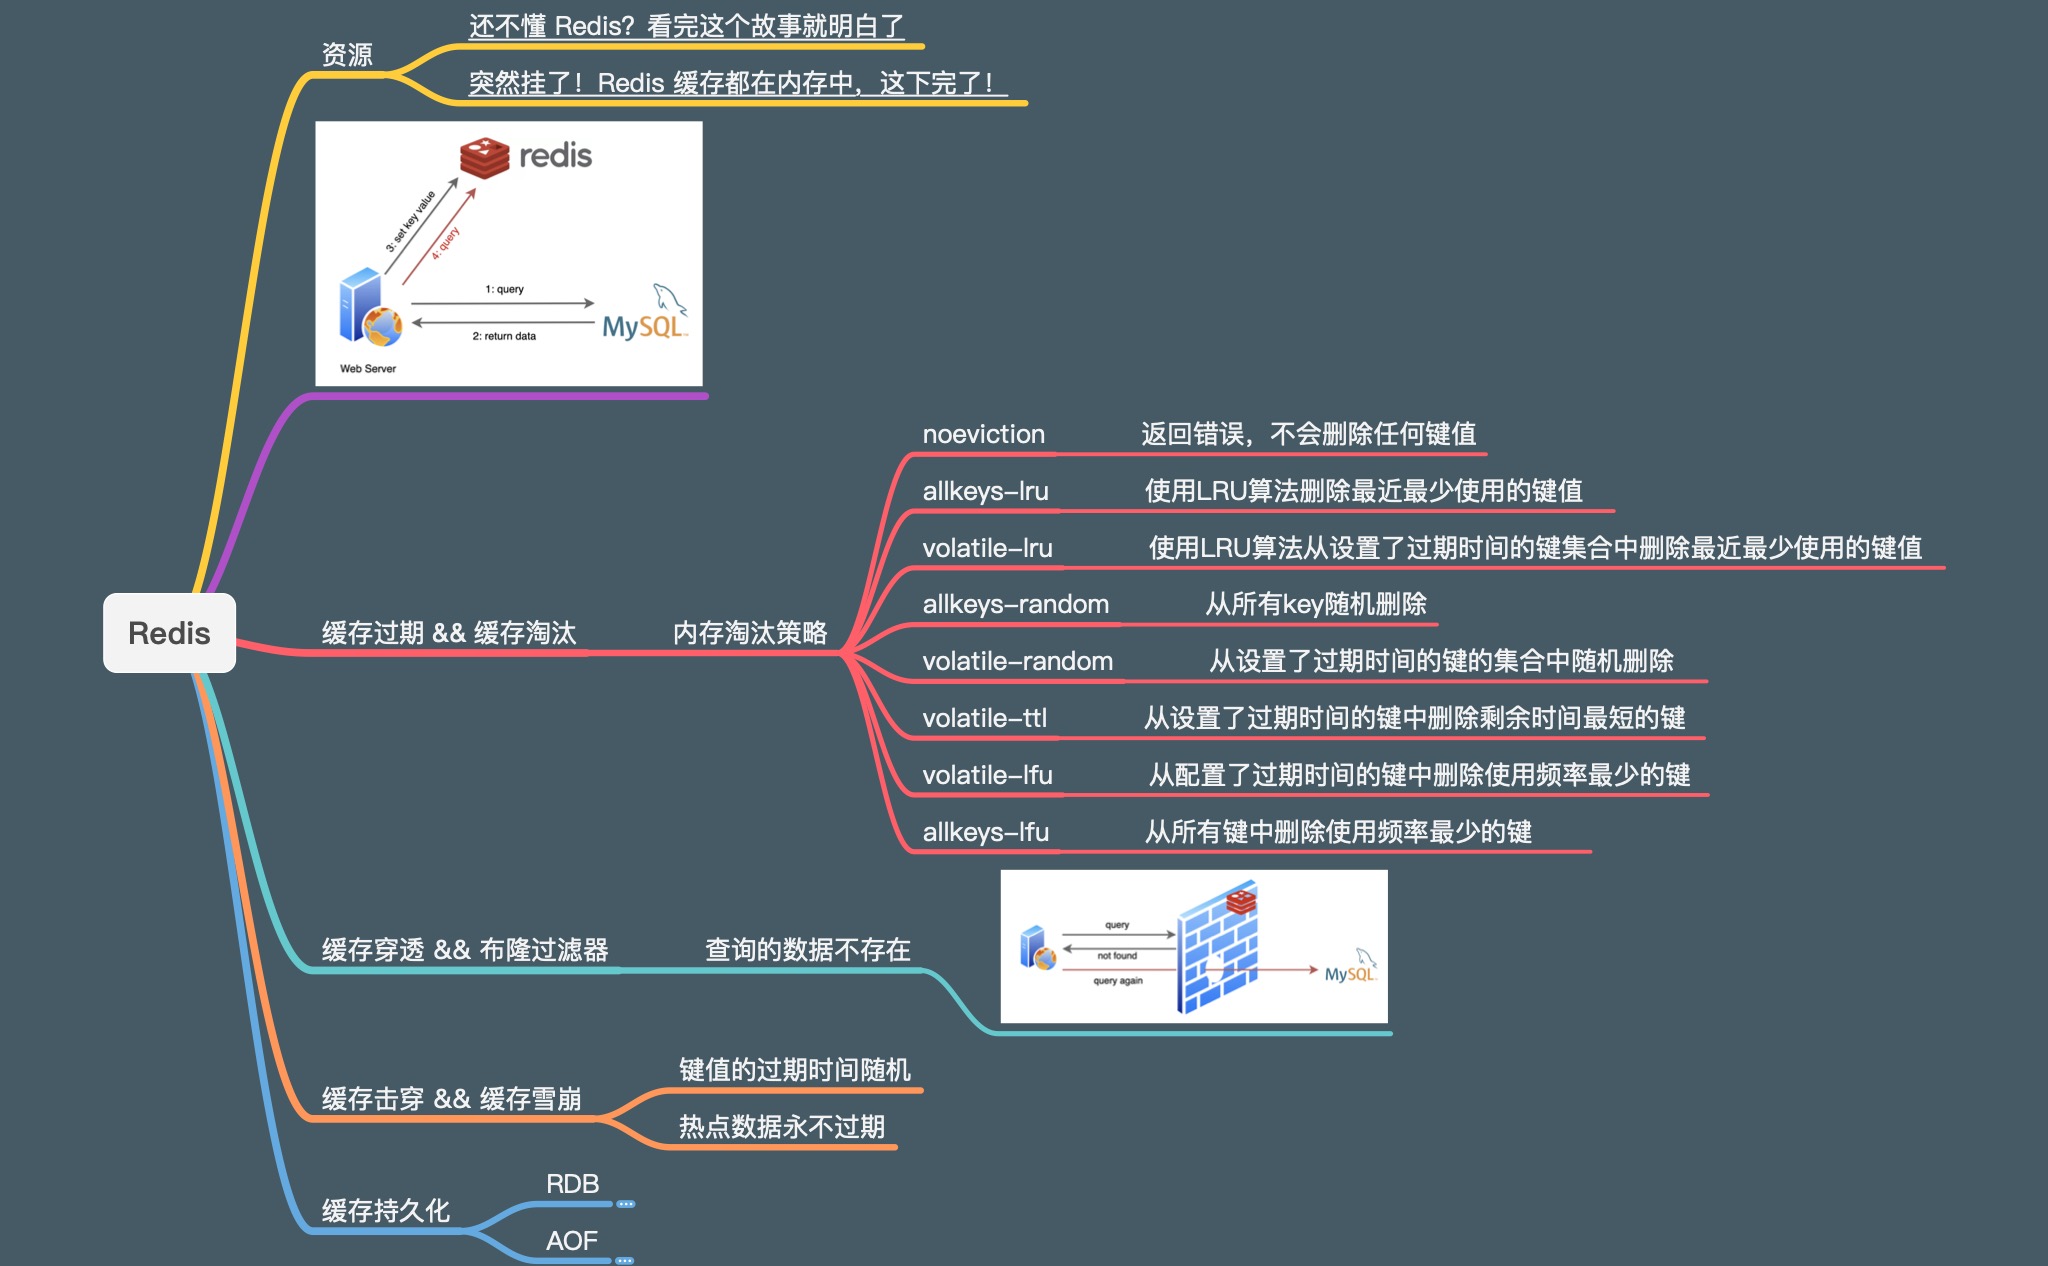 还不懂 Redis？看完这个故事就明白了
资源
突然挂了！Redis 缓存都在内存中，这下完了！
redis
3: set key value
4: query
1: query
MySQL
2: return data
Web Server
Redis
缓存过期 && 缓存淘汰
内存淘汰策略
noeviction
返回错误，不会删除任何键值
allkeys-lru
使用LRU算法删除最近最少使用的键值
volatile-lru
使用LRU算法从设置了过期时间的键集合中删除最近最少使用的键值
allkeys-random
从所有key随机删除
volatile-random
从设置了过期时间的键的集合中随机删除
volatile-ttl
从设置了过期时间的键中删除剩余时间最短的键
volatile-lfu
从配置了过期时间的键中删除使用频率最少的键
allkeys-lfu
从所有键中删除使用频率最少的键
缓存穿透 && 布隆过滤器
查询的数据不存在
query
not found
query again
MySQL
缓存击穿 && 缓存雪崩
键值的过期时间随机
热点数据永不过期
缓存持久化
RDB
AOF